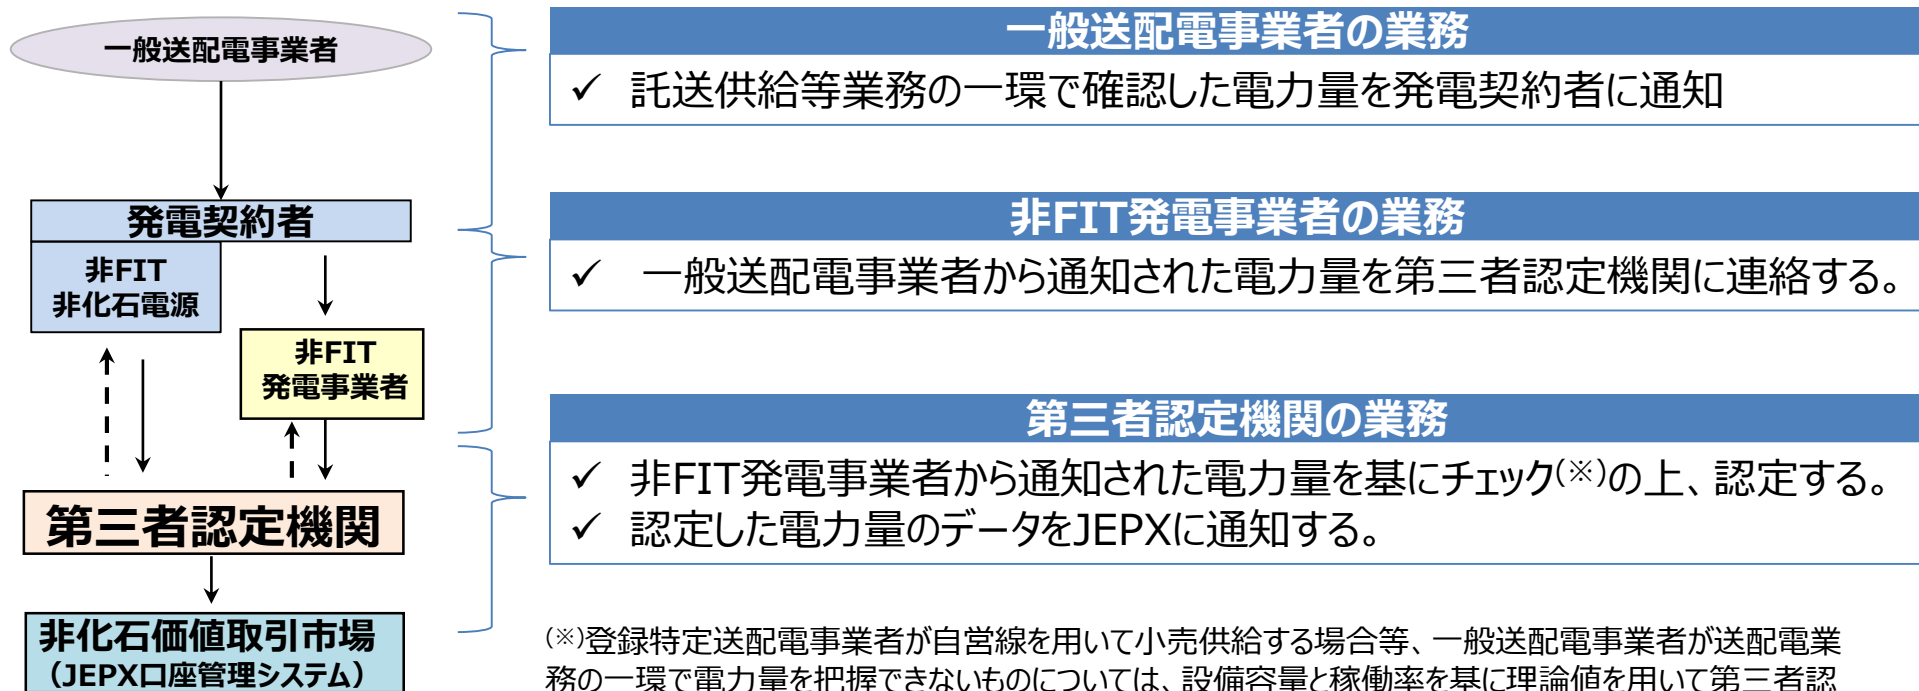 一般送配電事業者
発電契約者
非FIT
非化石電源
非FIT
発電事業者
第三者認定機関
非化石価値取引市場
（JEPX口座管理システム）
一般送配電事業者の業務
✓ 託送供給等業務の一環で確認した電力量を発電契約者に通知
非FIT発電事業者の業務
✓ 一般送配電事業者から通知された電力量を第三者認定機関に連絡する。
第三者認定機関の業務
✓ 非FIT発電事業者から通知された電力量を基にチェック(※)の上、認定する。
✓ 認定した電力量のデータをJEPXに通知する。
(※)登録特定送配電事業者が自営線を用いて小売供給する場合等、一般送配電事業者が送配電業
務の一環で電力量を把握できないものについては、設備容量と稼働率を基に理論値を用いて第三者認